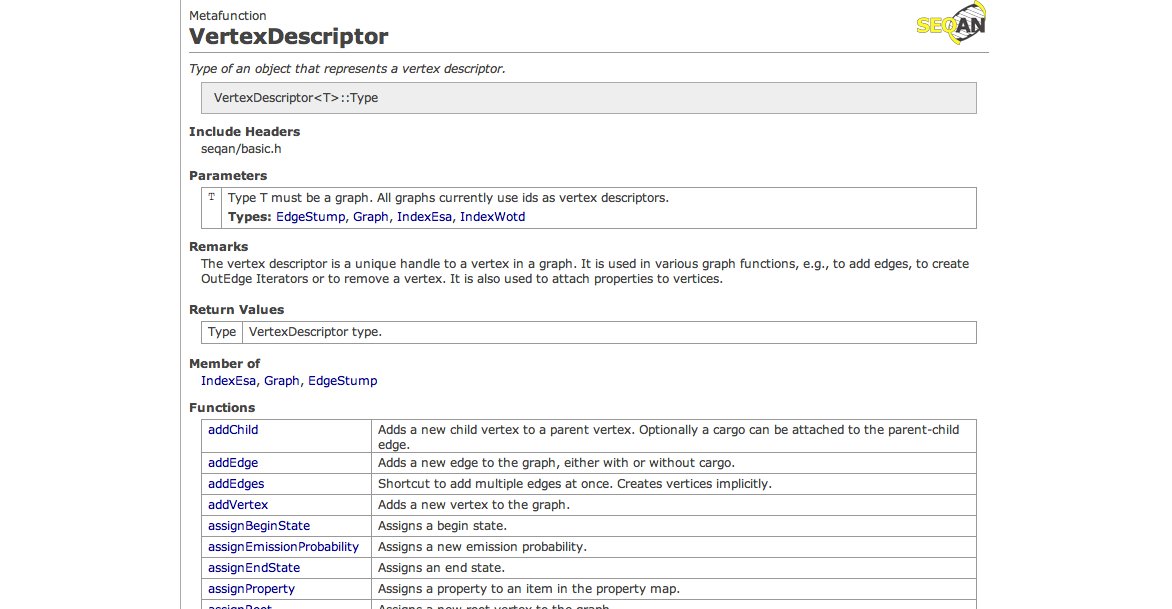 Metafunction
SEQAN
VertexDescriptor
Type of an object that represents a vertex descriptor.
VertexDescriptor<T>::Type
Include Headers
seqan/basic.h
Parameters
T Type T must be a graph. All graphs currently use ids as vertex descriptors.
Types: EdgeStump, Graph, IndexEsa, IndexWotd
Remarks
The vertex descriptor is a unique handle to a vertex in a graph. It is used in various graph functions, e.g., to add edges, to create
OutEdge Iterators or to remove a vertex. It is also used to attach properties to vertices.
Return Values
Type VertexDescriptor type.
Member of
IndexEsa, Graph, EdgeStump
Functions
addChild Adds a new child vertex to a parent vertex. Optionally a cargo can be attached to the parent-child
edge.
addEdge Adds a new edge to the graph, either with or without cargo.
addEdges Shortcut to add multiple edges at once. Creates vertices implicitly.
addVertex Adds a new vertex to the graph.
assignBeginState Assigns a begin state.
assignEmissionProbability Assigns a new emission probability.
assignEndState Assigns an end state.
assignProperty Assigns a property to an item in the property map.
assignRoot Assigns a new root vertex to the graph.